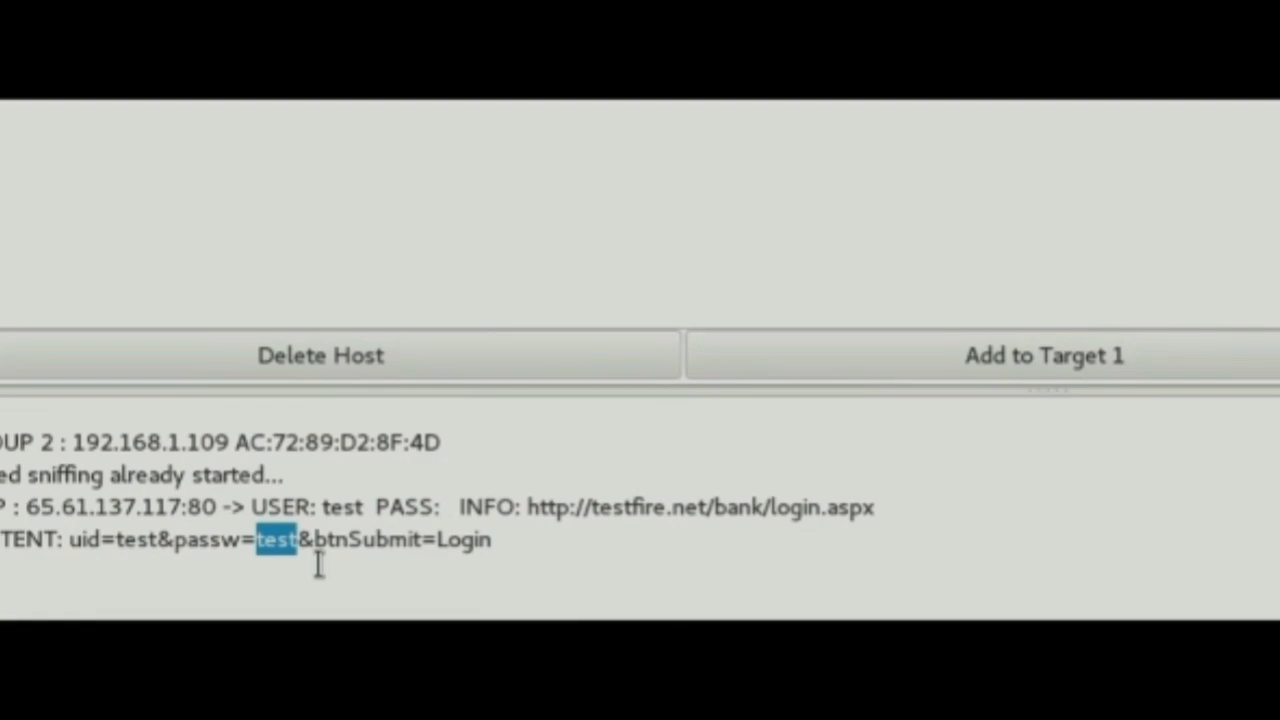 Delete Host
Add to Target 1
OUP 2 : 192.168.1.109 AC:72:89:D2:8F:4D
ed sniffing already started...
P : 65.61.137.117:80 -> USER: test PASS: INFO: http://testfire.net/bank/login.aspx
TENT: uid=test&passw=test&btnSubmit=Login